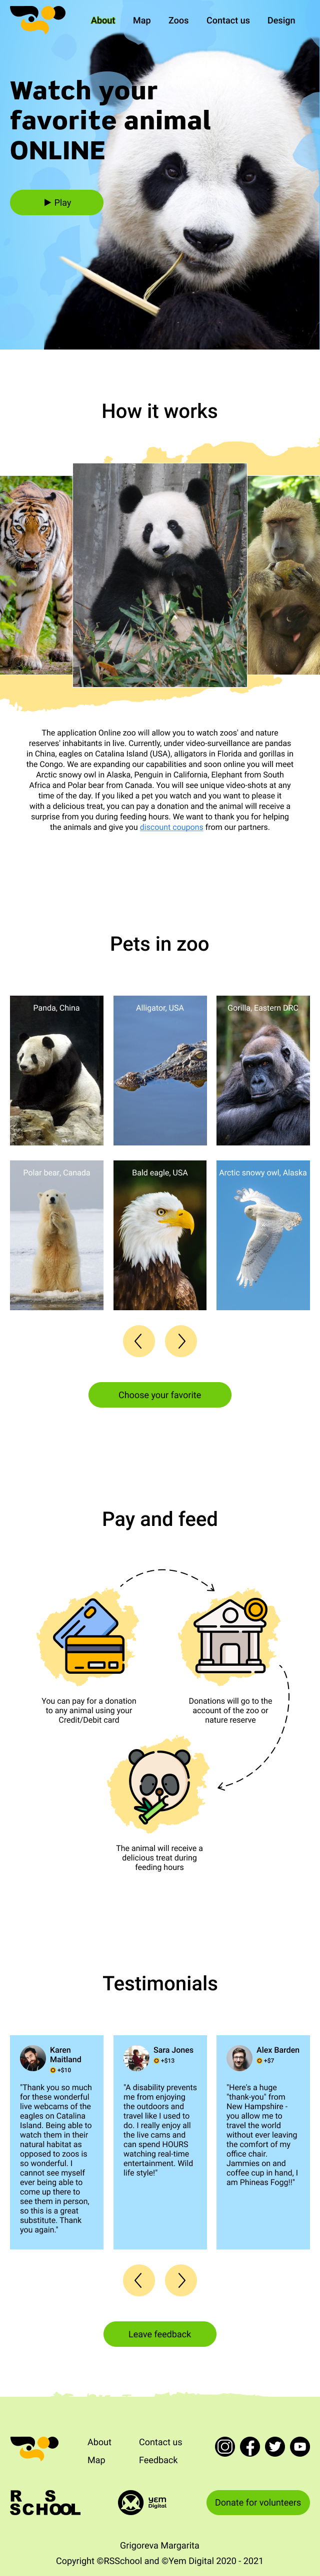 About Map Zoos Contact us Design
Watch your
favorite animal
ONLINE
Play
How it works
The application Online zoo will allow you to watch zoos' and nature
reserves' inhabitants in live. Currently, under video-surveillance are pandas
in China, eagles on Catalina Island (USA), alligators in Florida and gorillas in
the Congo. We are expanding our capabilities and soon online you will meet
Arctic snowy owl in Alaska, Penguin in California, Elephant from South
Africa and Polar bear from Canada. You will see unique video-shots at any
time of the day. If you liked a pet you watch and you want to please it
with a delicious treat, you can pay a donation and the animal will receive a
surprise from you during feeding hours. We want to thank you for helping
the animals and give you discount coupons from our partners.
Pets in zoo
Panda, China
Alligator, USA
Gorilla, Eastern DRC
Polar bear, Canada
Bald eagle, USA
Arctic snowy owl, Alaska
Choose your favorite
Pay and feed
You can pay for a donation
to any animal using your
Credit/Debit card
Donations will go to the
account of the zoo or
nature reserve
The animal will receive a
delicious treat during
feeding hours
Testimonials
Karen
Maitland
+$10
"Thank you so much
for these wonderful
live webcams of the
eagles on Catalina
Island. Being able to
watch them in their
natural habitat as
opposed to zoos is
so wonderful. I
cannot see myself
ever being able to
come up there to
see them in person,
so this is a great
substitute. Thank
you again."
Sara Jones
+$13
"A disability prevents
me from enjoying
the outdoors and
travel like I used to
do. I really enjoy all
the live cams and
can spend HOURS
watching real-time
entertainment. Wild
life style!"
Alex Barden
+$7
"Here's a huge
"thank-you" from
New Hampshire -
you allow me to
travel the world
without ever leaving
the comfort of my
office chair.
Jammies on and
coffee cup in hand, I
am Phineas Fogg!!"
Leave feedback
About
Map
Contact us
Feedback
RS
SCHOOL
yem
Digital
Donate for volunteers
Grigoreva Margarita
Copyright ©RSSchool and ©Yem Digital 2020 - 2021